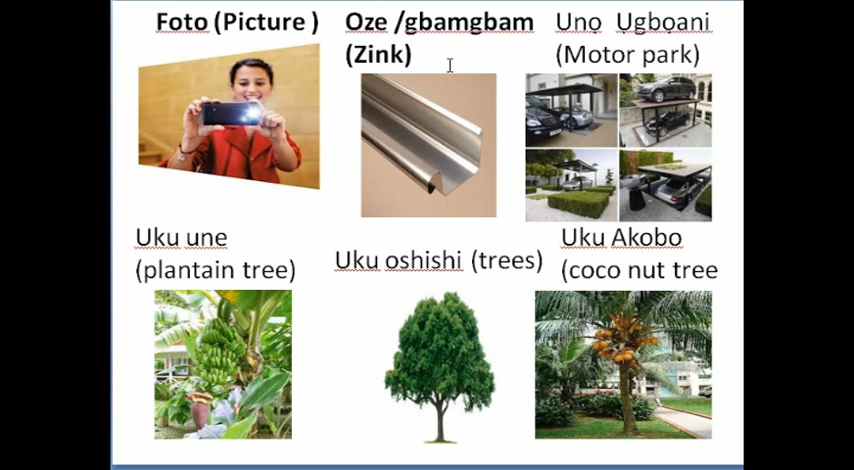 Foto (Picture )
Oze /gbamgbam
(Zink)
Uno Ugboani
(Motor park)
Uku une
(plantain tree)
Uku oshishi (trees)
Uku Akobo
(coco nut tree